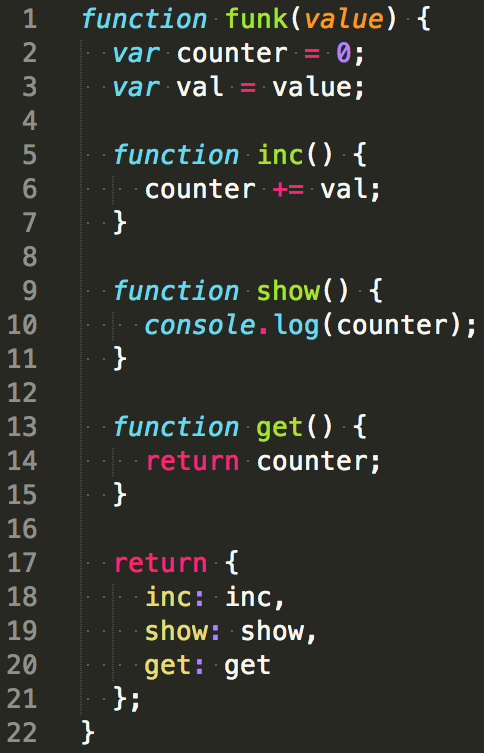 1 function funk(value) {
2   var counter = 0;
3   var val = value;
4
5   function inc() {
6     counter += val;
7   }
8
9   function show() {
10     console.log(counter);
11   }
12
13   function get() {
14     return counter;
15   }
16
17   return {
18     inc: inc,
19     show: show,
20     get: get
21   };
22 }